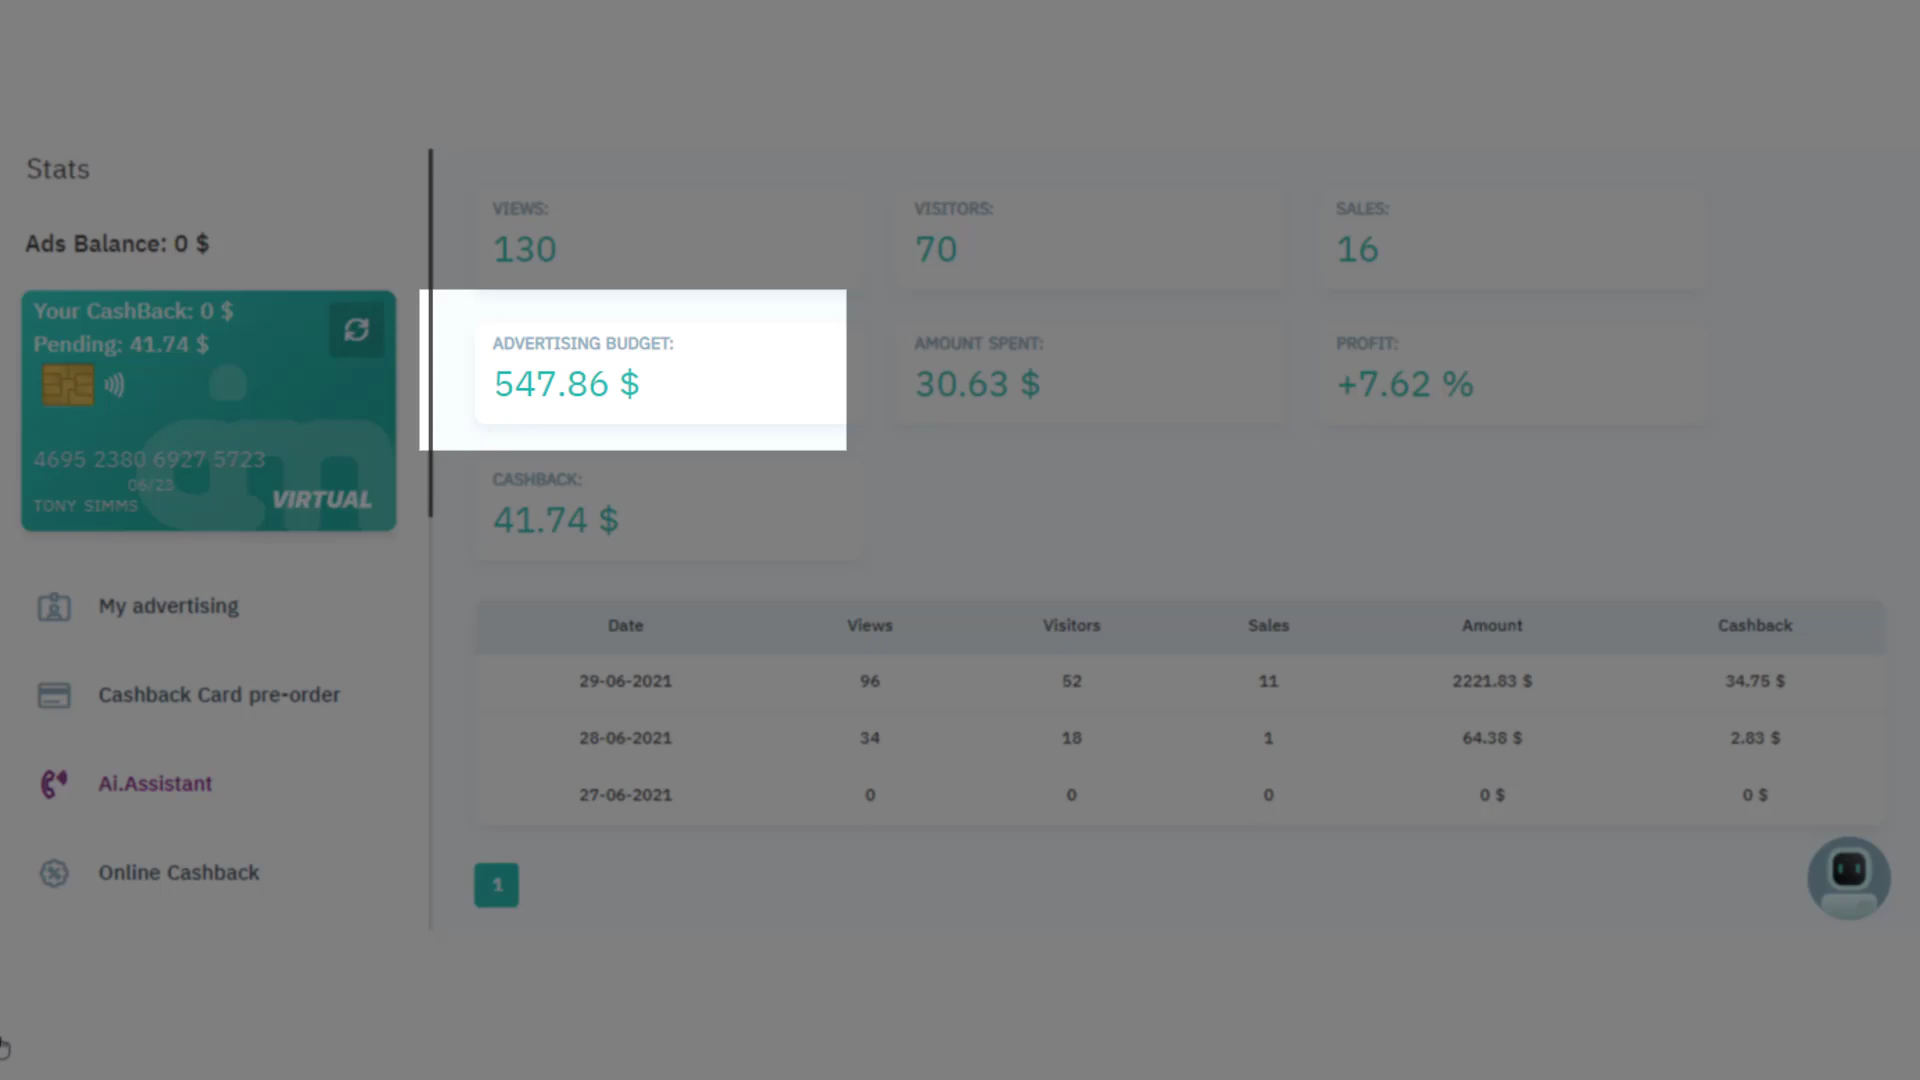 Stats
Ads Balance: 0 $
Your CashBack: 0 $
Pending: 41.74 $
4695 2380 6927 5723
06/23
TONY SIMMS
VIRTUAL
My advertising
Cashback Card pre-order
Ai.Assistant
Online Cashback
VIEWS: VISITORS: SALES:
130 70 16
ADVERTISING BUDGET: AMOUNT SPENT: PROFIT:
547.86 $ 30.63 $ +7.62 %
CASHBACK:
41.74 $
Date Views Visitors Sales Amount Cashback
29-06-2021 96 52 11 2221.83 $ 34.75 $
28-06-2021 34 18 1 64.38 $ 2.83 $
27-06-2021 0 0 0 0 $ 0 $
1